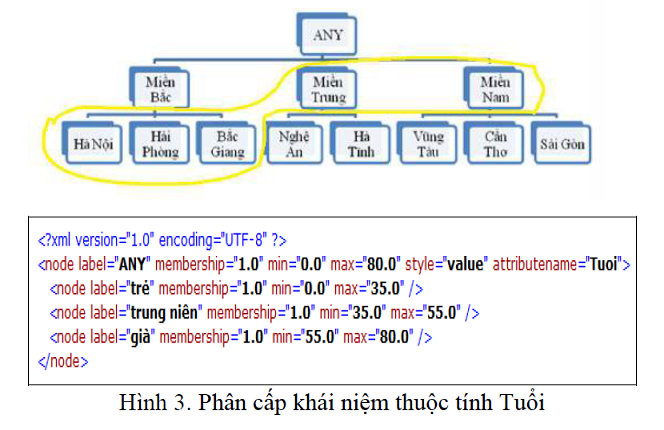 ANY
Miền
Bắc
Miền
Trung
Miền
Nam
Hà Nội
Hải
Phòng
Bắc
Giang
Nghệ
An
Hà
Tĩnh
Vũng
Tàu
Cần
Thơ
Sài Gòn
<?xml version="1.0" encoding="UTF-8" ?>
<node label="ANY" membership="1.0" min="0.0" max="80.0" style="value" attributename="Tuoi">
<node label="trẻ" membership="1.0" min="0.0" max="35.0" />
<node label="trung niên" membership="1.0" min="35.0" max="55.0" />
<node label="già" membership="1.0" min="55.0" max="80.0" />
</node>
Hình 3. Phân cấp khái niệm thuộc tính Tuổi